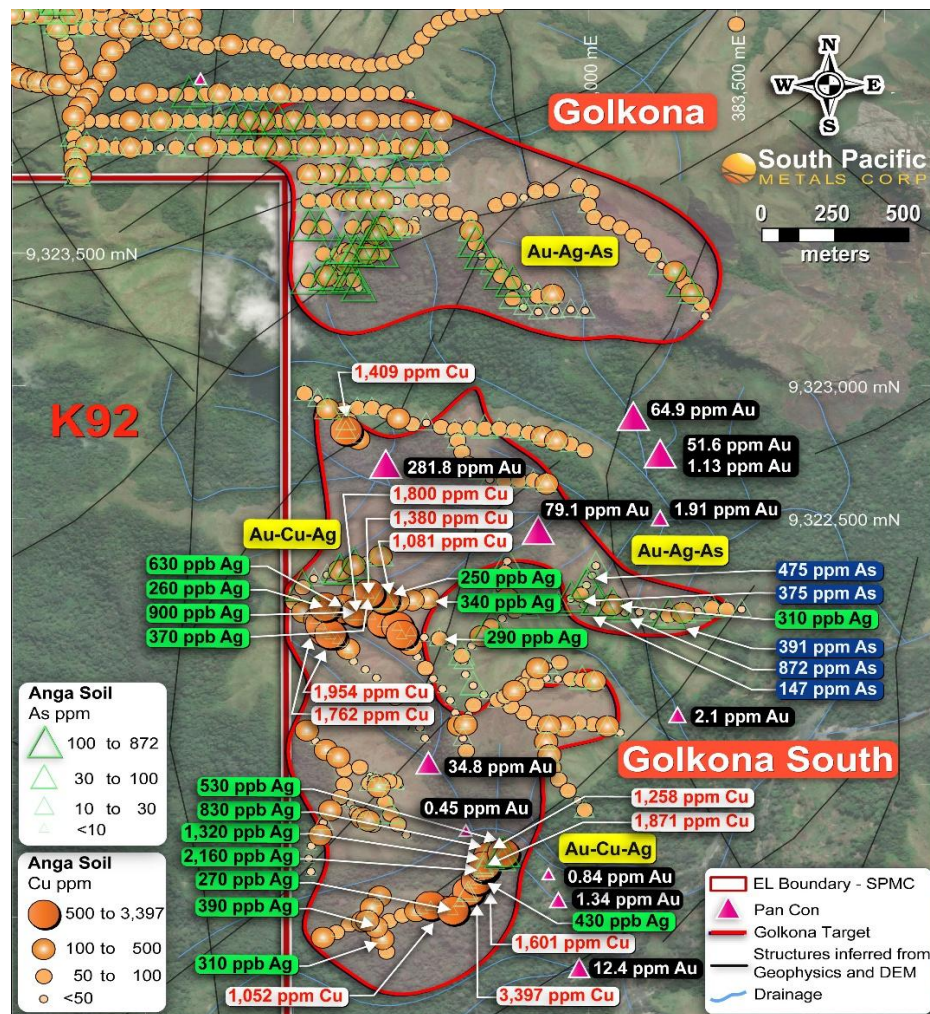 383,500 mE
,000 mE
N
W
E
S
Golkona
South Pacific
METALS CORP
0 250 500
meters
9,323,500 mN
Au-Ag-As
1,409 ppm Cu
9,323,000 mN
K92
64.9 ppm Au
51.6 ppm Au
1.13 ppm Au
281.8 ppm Au
1,800 ppm Cu
79.1 ppm Au
1.91 ppm Au
9,322,500 mN
Au-Cu-Ag
1,380 ppm Cu
1,081 ppm Cu
Au-Ag-As
630 ppb Ag
260 ppb Ag
900 ppb Ag
370 ppb Ag
250 ppb Ag
340 ppb Ag
290 ppb Ag
475 ppm As
375 ppm As
310 ppb Ag
391 ppm As
872 ppm As
147 ppm As
1,954 ppm Cu
1,762 ppm Cu
2.1 ppm Au
Anga Soil
As ppm
100 to 872
30 to 100
10 to 30
<10
34.8 ppm Au
Golkona South
530 ppb Ag
830 ppb Ag
1,320 ppb Ag
2,160 ppb Ag
270 ppb Ag
390 ppb Ag
310 ppb Ag
0.45 ppm Au
1,258 ppm Cu
1,871 ppm Cu
Au-Cu-Ag
0.84 ppm Au
1.34 ppm Au
430 ppb Ag
1,601 ppm Cu
12.4 ppm Au
1,052 ppm Cu
3,397 ppm Cu
Anga Soil
Cu ppm
500 to 3,397
100 to 500
50 to 100
<50
EL Boundary - SPMC
Pan Con
Golkona Target
Structures inferred from
Geophysics and DEM
Drainage